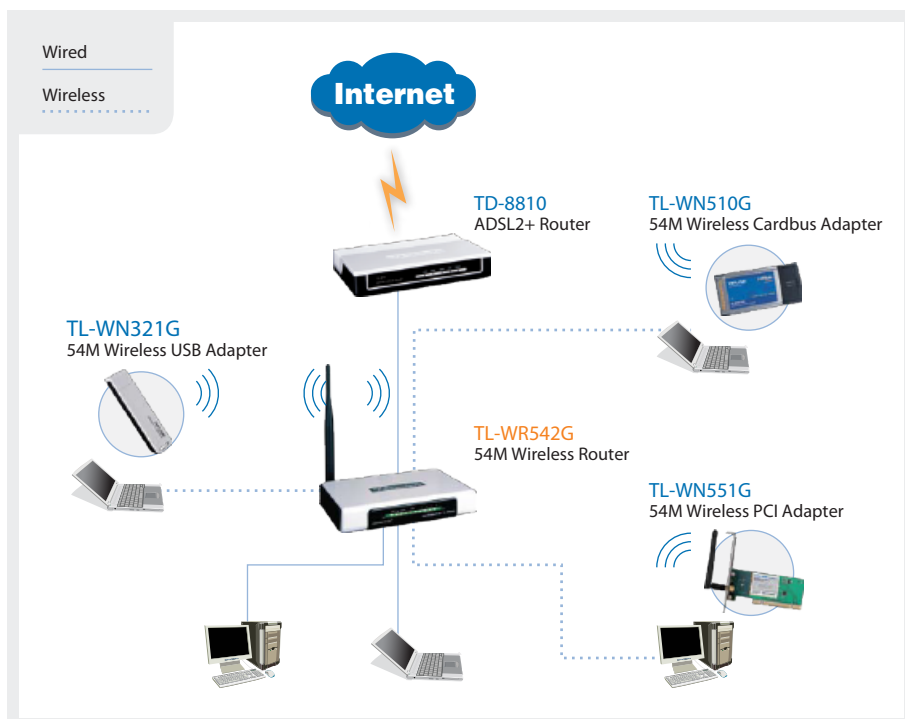 Wired
Wireless
Internet
TD-8810
ADSL2+ Router
TL-WN510G
54M Wireless Cardbus Adapter
TL-WN321G
54M Wireless USB Adapter
TL-WR542G
54M Wireless Router
TL-WN551G
54M Wireless PCI Adapter